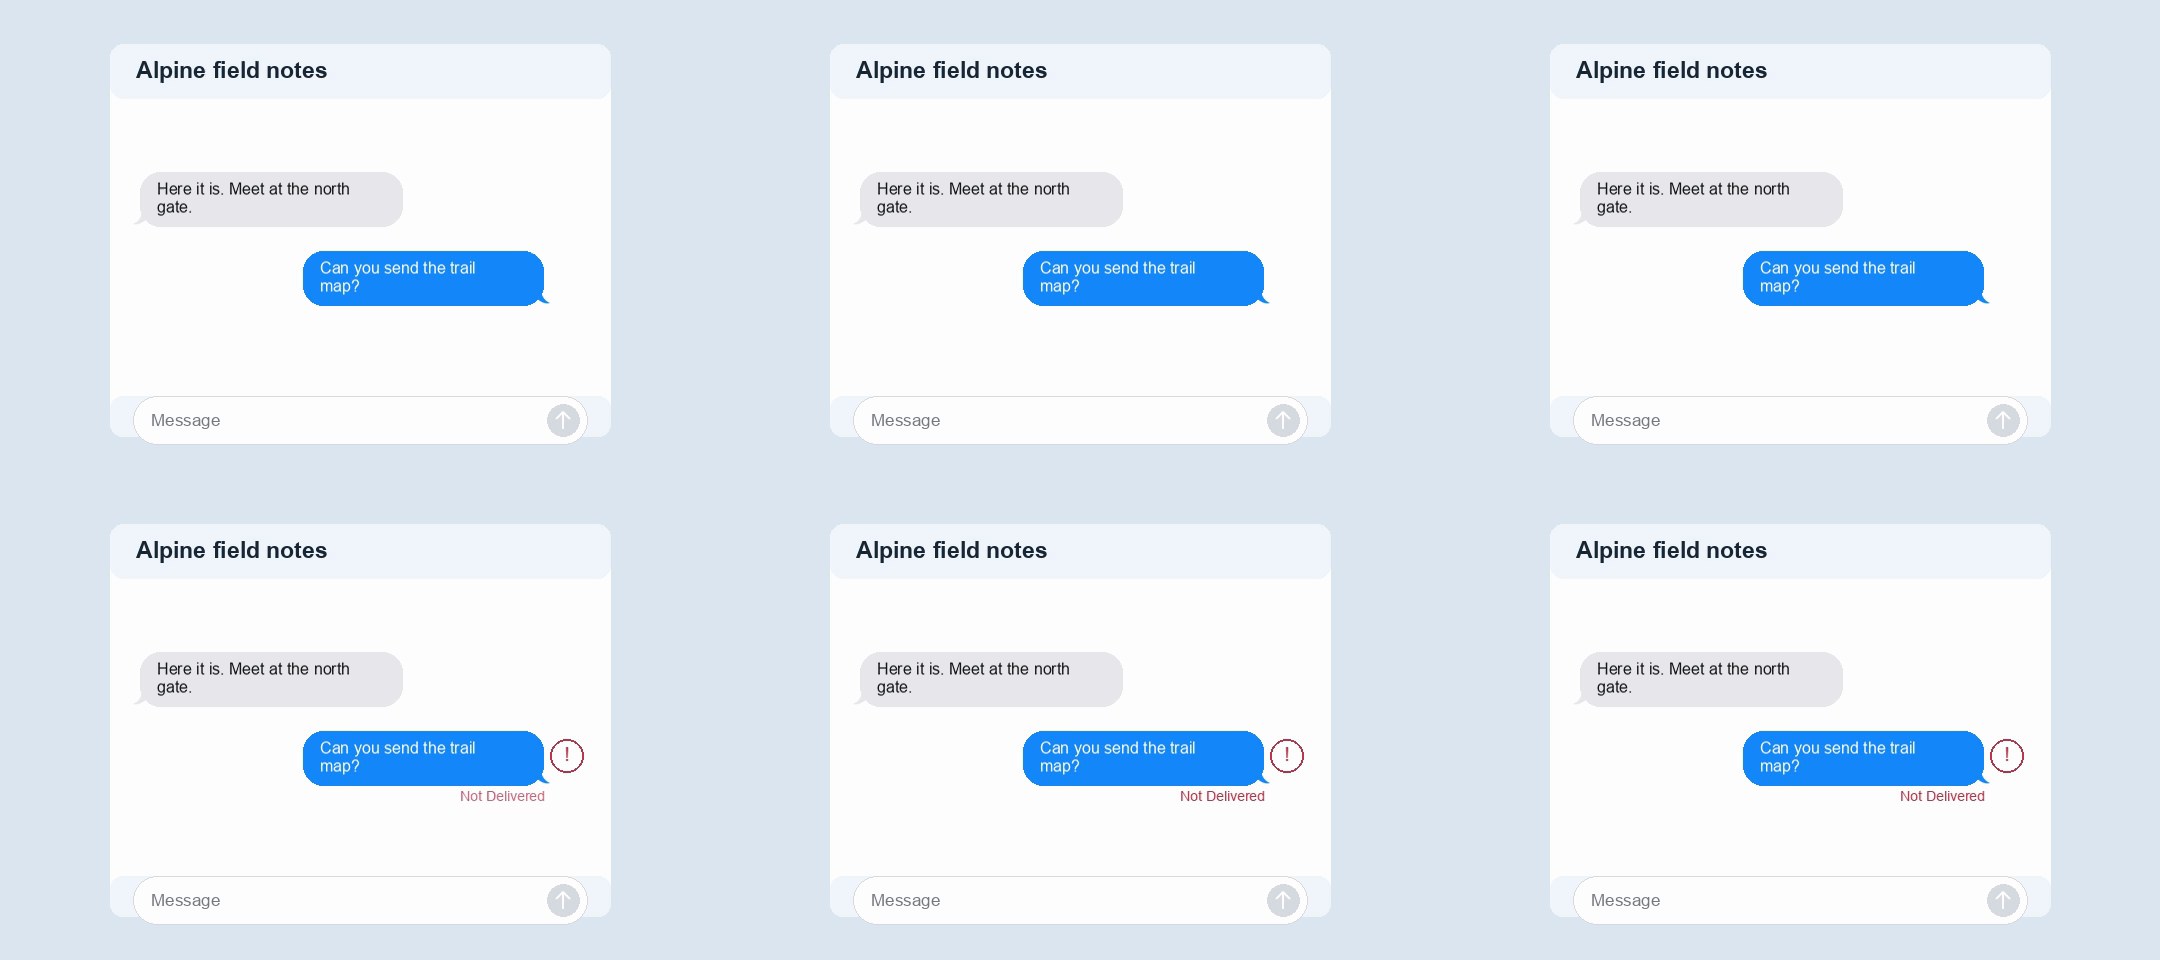 Alpine field notes
Here it is. Meet at the north
gate.
Can you send the trail
map?
Message
Alpine field notes
Here it is. Meet at the north
gate.
Can you send the trail
map?
Message
Alpine field notes
Here it is. Meet at the north
gate.
Can you send the trail
map?
Message
Alpine field notes
Here it is. Meet at the north
gate.
Can you send the trail
map?
!
Not Delivered
Message
Alpine field notes
Here it is. Meet at the north
gate.
Can you send the trail
map?
!
Not Delivered
Message
Alpine field notes
Here it is. Meet at the north
gate.
Can you send the trail
map?
!
Not Delivered
Message